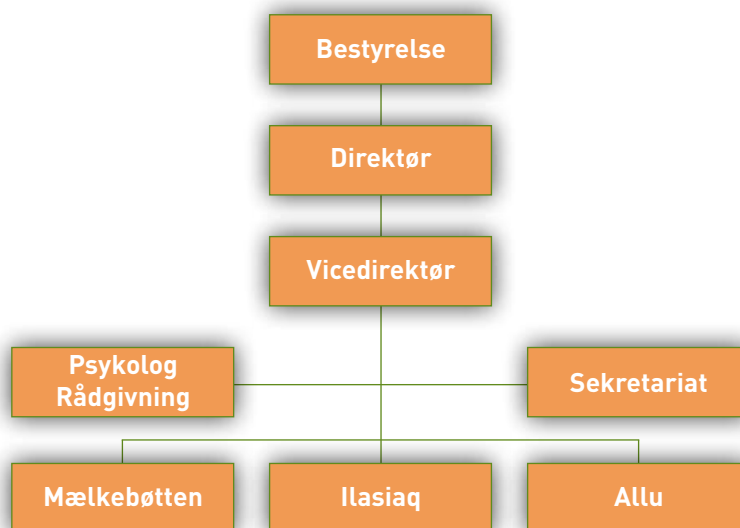 Bestyrelse
Direktør
Vicedirektør
Psykolog
Rådgivning
Sekretariat
Mælkebøtten
Ilasiaq
Allu